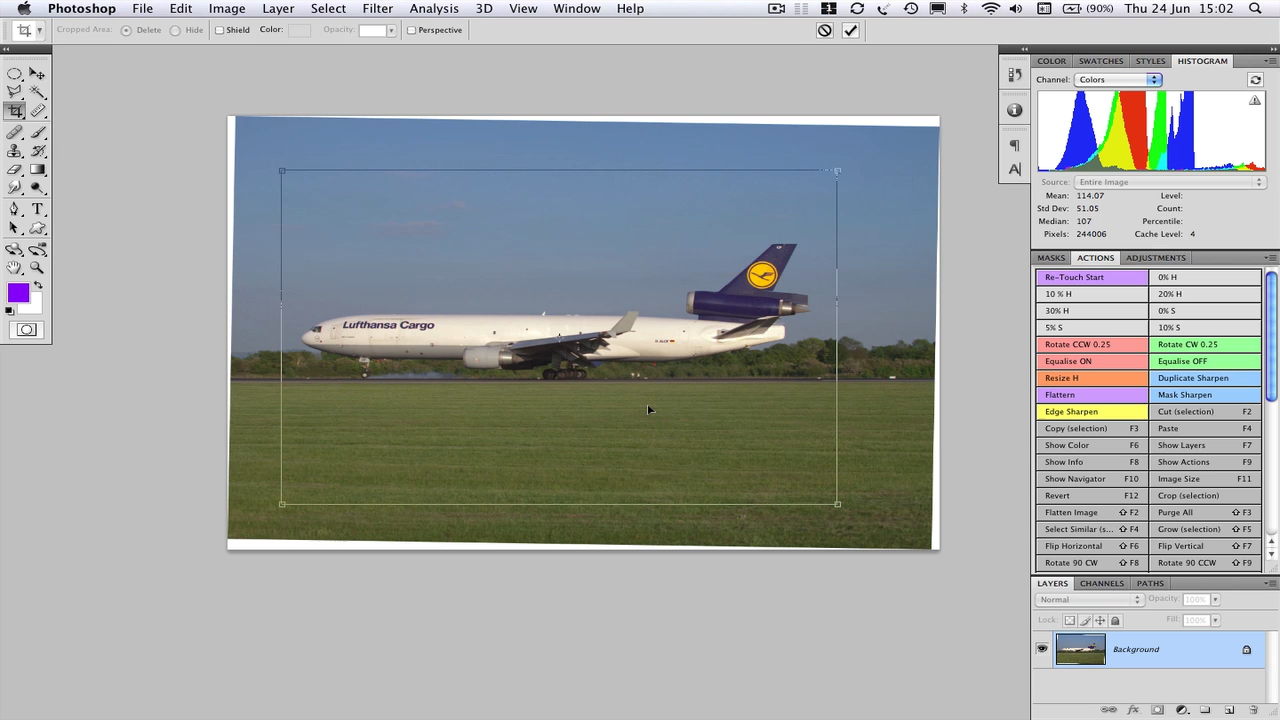 Photoshop File Edit Image Layer Select Filter Analysis 3D View Window Help 1 (90%) Thu 24 Jun 15:02
Cropped Area: Delete Hide Shield Color: Opacity: Perspective
COLOR SWATCHES STYLES HISTOGRAM
Channel: Colors
Source: Entire Image
Mean: 114.07 Level:
Std Dev: 51.05 Count:
Median: 107 Percentile:
Pixels: 244006 Cache Level: 4
MASKS ACTIONS ADJUSTMENTS
Re-Touch Start 0% H
10 % H 20% H
30% H 0% S
5% S 10% S
Rotate CCW 0.25 Rotate CW 0.25
Equalise ON Equalise OFF
Resize H Duplicate Sharpen
Flattern Mask Sharpen
Edge Sharpen Cut (selection) F2
Copy (selection) F3 Paste F4
Show Color F6 Show Layers F7
Show Info F8 Show Actions F9
Show Navigator F10 Image Size F11
Revert F12 Crop (selection)
Flatten Image ⇧F2 Purge All ⇧F3
Select Similar (s... ⇧F4 Grow (selection) ⇧F5
Flip Horizontal ⇧F6 Flip Vertical ⇧F7
Rotate 90 CW ⇧F8 Rotate 90 CCW ⇧F9
LAYERS CHANNELS PATHS
Normal Opacity: 100%
Lock: Fill: 100%
Background
Lufthansa Cargo